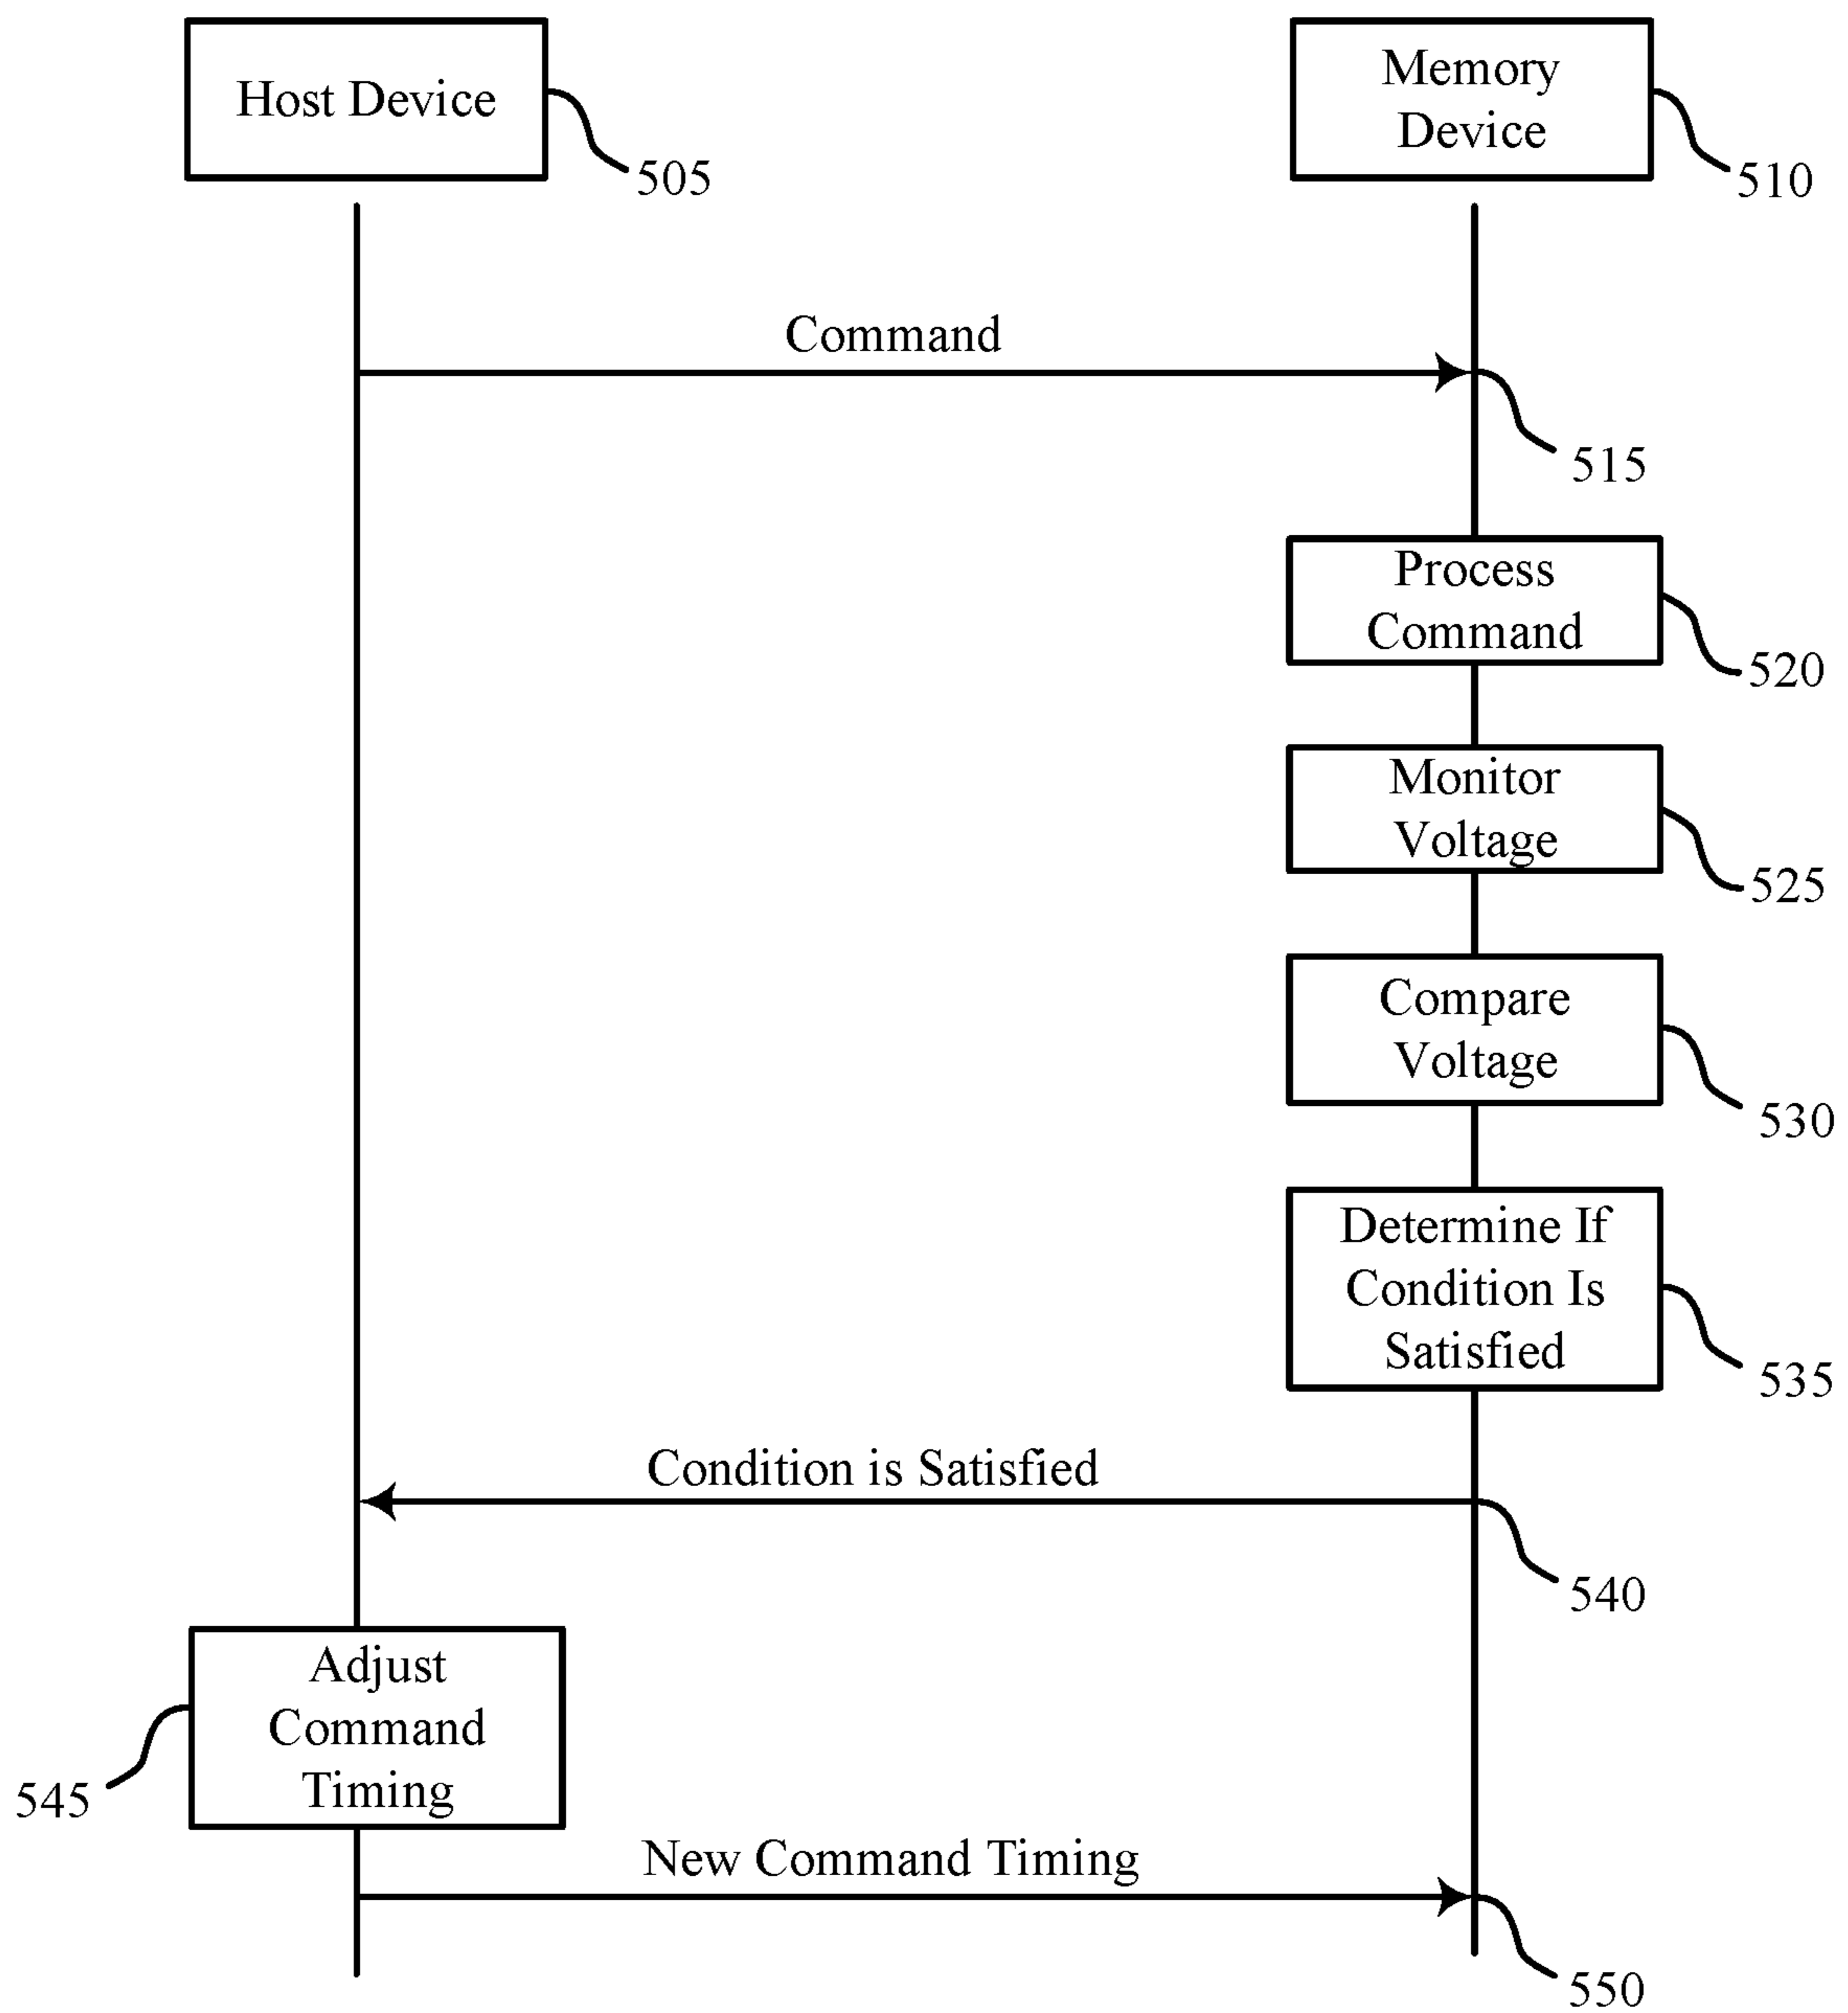 Host Device
505
Memory
Device
510
Command
515
Process
Command
520
Monitor
Voltage
525
Compare
Voltage
530
Determine If
Condition Is
Satisfied
535
Condition is Satisfied
540
Adjust
Command
Timing
545
New Command Timing
550